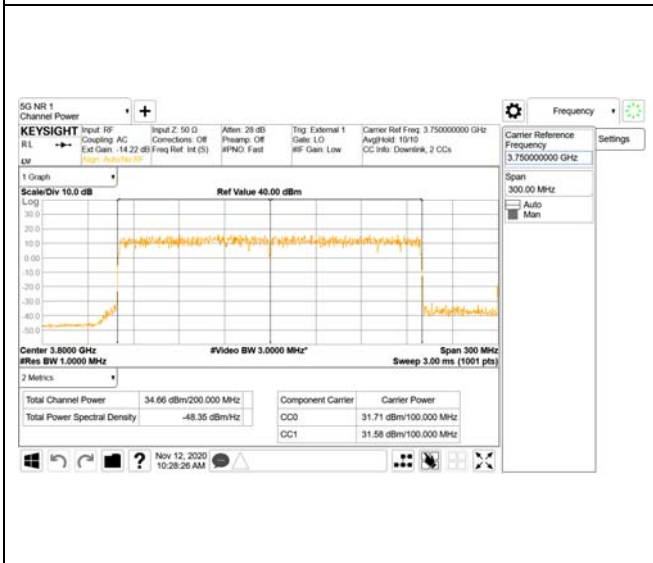 5G NR 1
Channel Power
Frequency
KEYSIGHT
RL
Input: RF
Coupling: AC
Ext Gain: -14.22 dB
Align: Auto/No RF
Input Z: 50 Ω
Corrections: Off
Freq Ref: Int (S)
Atten: 28 dB
Preamp: Off
#PNO: Fast
Trig: External 1
Gate: LO
#IF Gain: Low
Carrier Ref Freq: 3.750000000 GHz
Avg|Hold: 10/10
CC Info: Downlink, 2 CCs
Carrier Reference
Frequency
3.750000000 GHz
Settings
Span
300.00 MHz
Auto
Man
1 Graph
Scale/Div 10.0 dB
Ref Value 40.00 dBm
Log
30.0
20.0
10.0
0.00
-10.0
-20.0
-30.0
-40.0
-50.0
Center 3.8000 GHz
#Video BW 3.0000 MHz*
Span 300 MHz
#Res BW 1.0000 MHz
Sweep 3.00 ms (1001 pts)
2 Metrics
Total Channel Power 34.66 dBm/200.000 MHz
Total Power Spectral Density -48.35 dBm/Hz
Component Carrier Carrier Power
CC0 31.71 dBm/100.000 MHz
CC1 31.58 dBm/100.000 MHz
?
Nov 12, 2020
10:28:26 AM